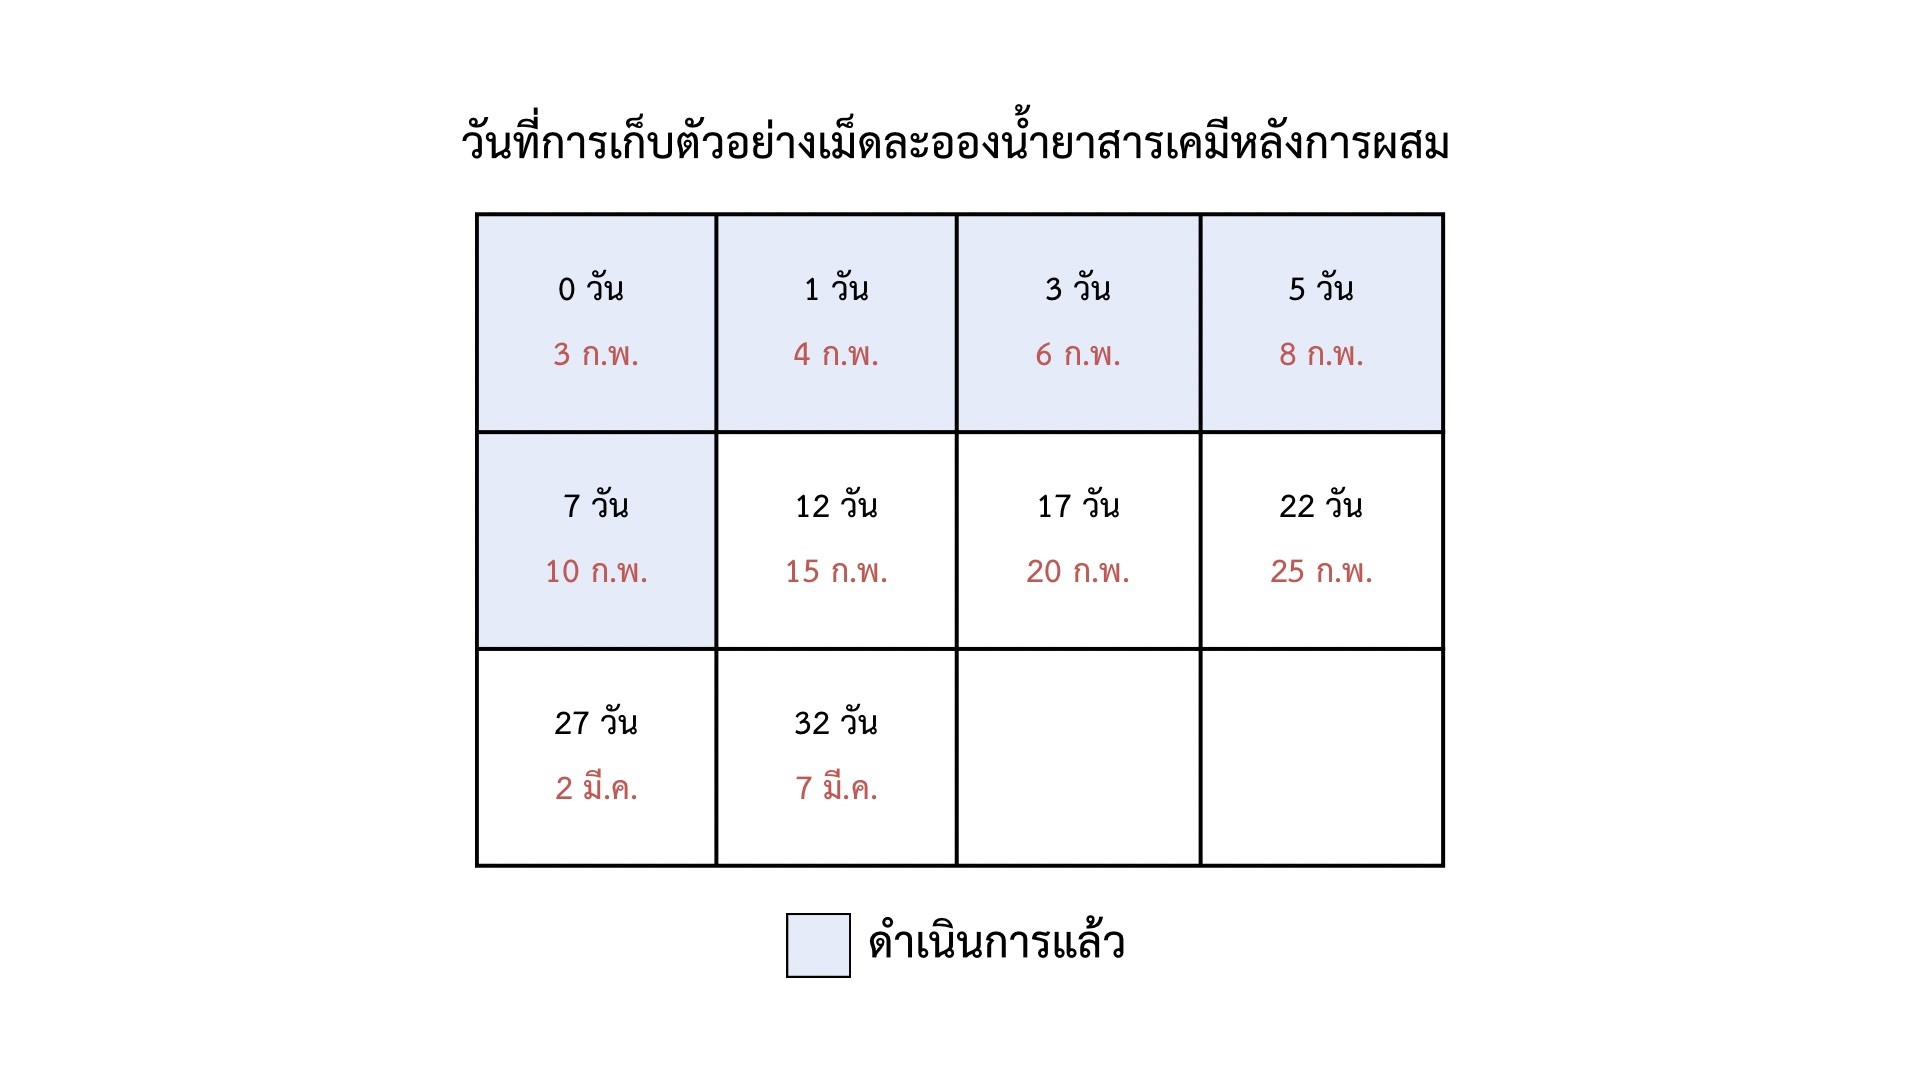 วันที่การเก็บตัวอย่างเม็ดละอองน้ำยาสารเคมีหลังการผสม
0 วัน
3 ก.พ.
1 วัน
4 ก.พ.
3 วัน
6 ก.พ.
5 วัน
8 ก.พ.
7 วัน
10 ก.พ.
12 วัน
15 ก.พ.
17 วัน
20 ก.พ.
22 วัน
25 ก.พ.
27 วัน
2 มี.ค.
32 วัน
7 มี.ค.
ดำเนินการแล้ว